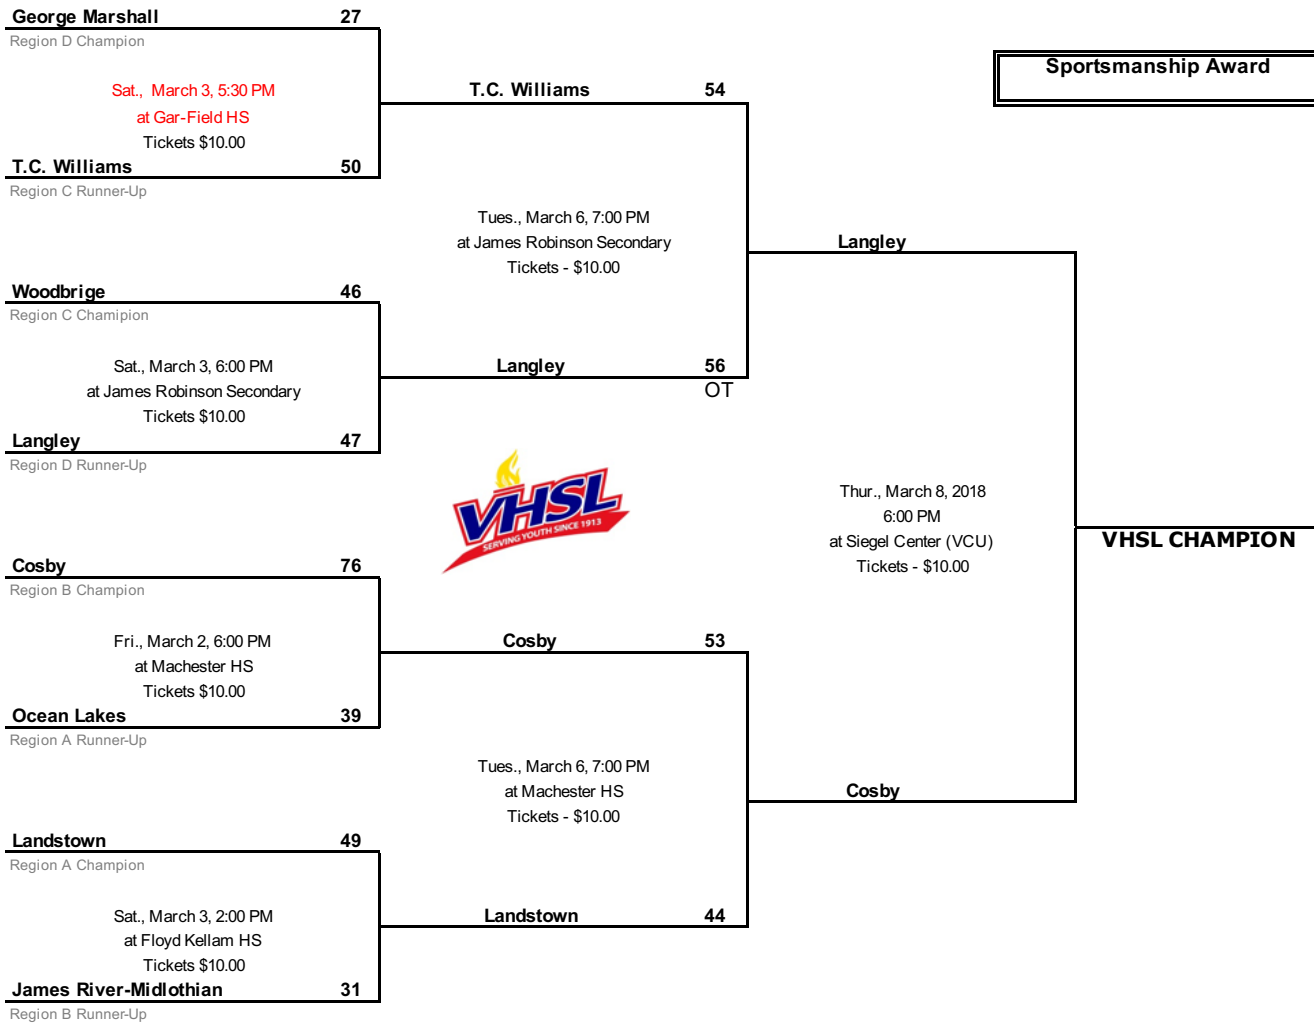 George Marshall 27
Region D Champion
Sat., March 3, 5:30 PM
at Gar-Field HS
Tickets $10.00
T.C. Williams 50
Region C Runner-Up
Woodbrige 46
Region C Chamipion
Sat., March 3, 6:00 PM
at James Robinson Secondary
Tickets $10.00
Langley 47
Region D Runner-Up
Cosby 76
Region B Champion
Fri., March 2, 6:00 PM
at Machester HS
Tickets $10.00
Ocean Lakes 39
Region A Runner-Up
Landstown 49
Region A Champion
Sat., March 3, 2:00 PM
at Floyd Kellam HS
Tickets $10.00
James River-Midlothian 31
Region B Runner-Up
T.C. Williams 54
Tues., March 6, 7:00 PM
at James Robinson Secondary
Tickets - $10.00
Langley 56
OT
VHSL
SERVING YOUTH SINCE 1913
Cosby 53
Tues., March 6, 7:00 PM
at Machester HS
Tickets - $10.00
Landstown 44
Langley
Thur., March 8, 2018
6:00 PM
at Siegel Center (VCU)
Tickets - $10.00
Cosby
Sportsmanship Award
VHSL CHAMPION